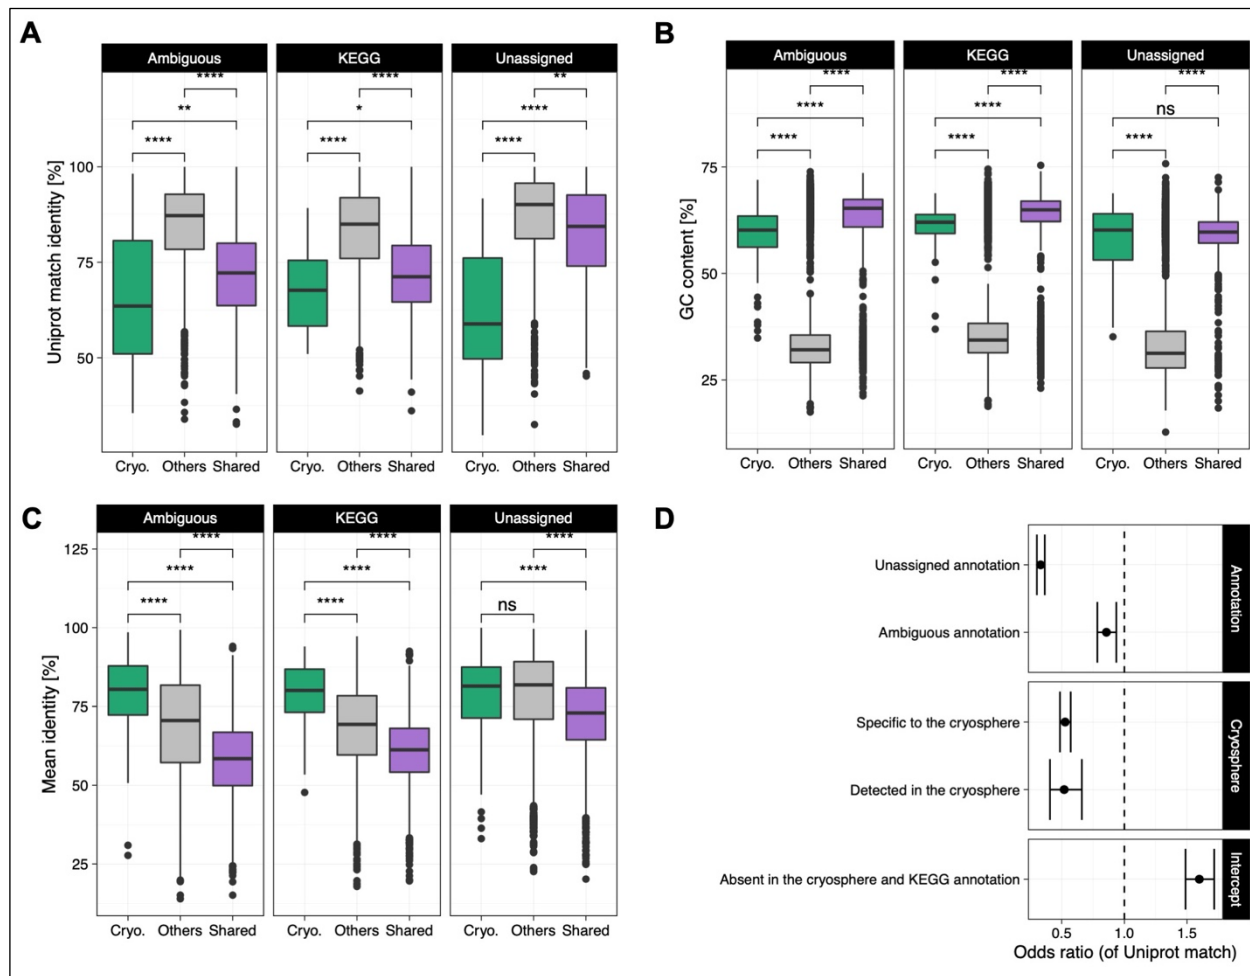 A
Ambiguous KEGG Unassigned
**** **** **
** * ****
**** **** ****
Uniprot match identity [%]
100
75
50
Cryo. Others Shared Cryo. Others Shared Cryo. Others Shared
B
Ambiguous KEGG Unassigned
**** **** ****
**** **** ns
**** **** ****
GC content [%]
75
50
25
Cryo. Others Shared Cryo. Others Shared Cryo. Others Shared
C
Ambiguous KEGG Unassigned
**** **** ****
**** **** ****
**** **** ns
Mean identity [%]
125
100
75
50
25
Cryo. Others Shared Cryo. Others Shared Cryo. Others Shared
D
Unassigned annotation
Ambiguous annotation
Annotation
Specific to the cryosphere
Detected in the cryosphere
Cryosphere
Absent in the cryosphere and KEGG annotation
Intercept
0.5 1.0 1.5
Odds ratio (of Uniprot match)